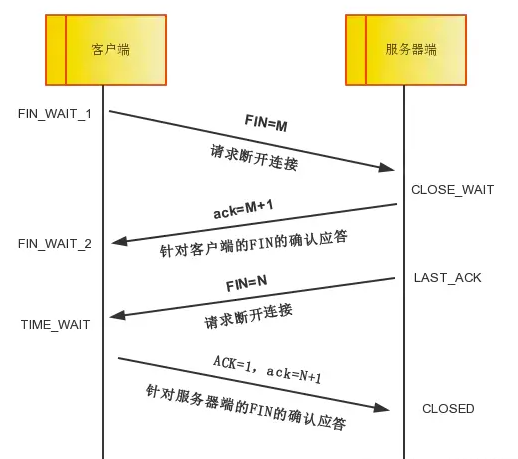 客户端
服务器端
FIN_WAIT_1
FIN=M
请求断开连接
CLOSE_WAIT
ack=M+1
针对客户端的FIN的确认应答
FIN_WAIT_2
FIN=N
LAST_ACK
请求断开连接
TIME_WAIT
ACK=1, ack=N+1
针对服务器端的FIN的确认应答
CLOSED